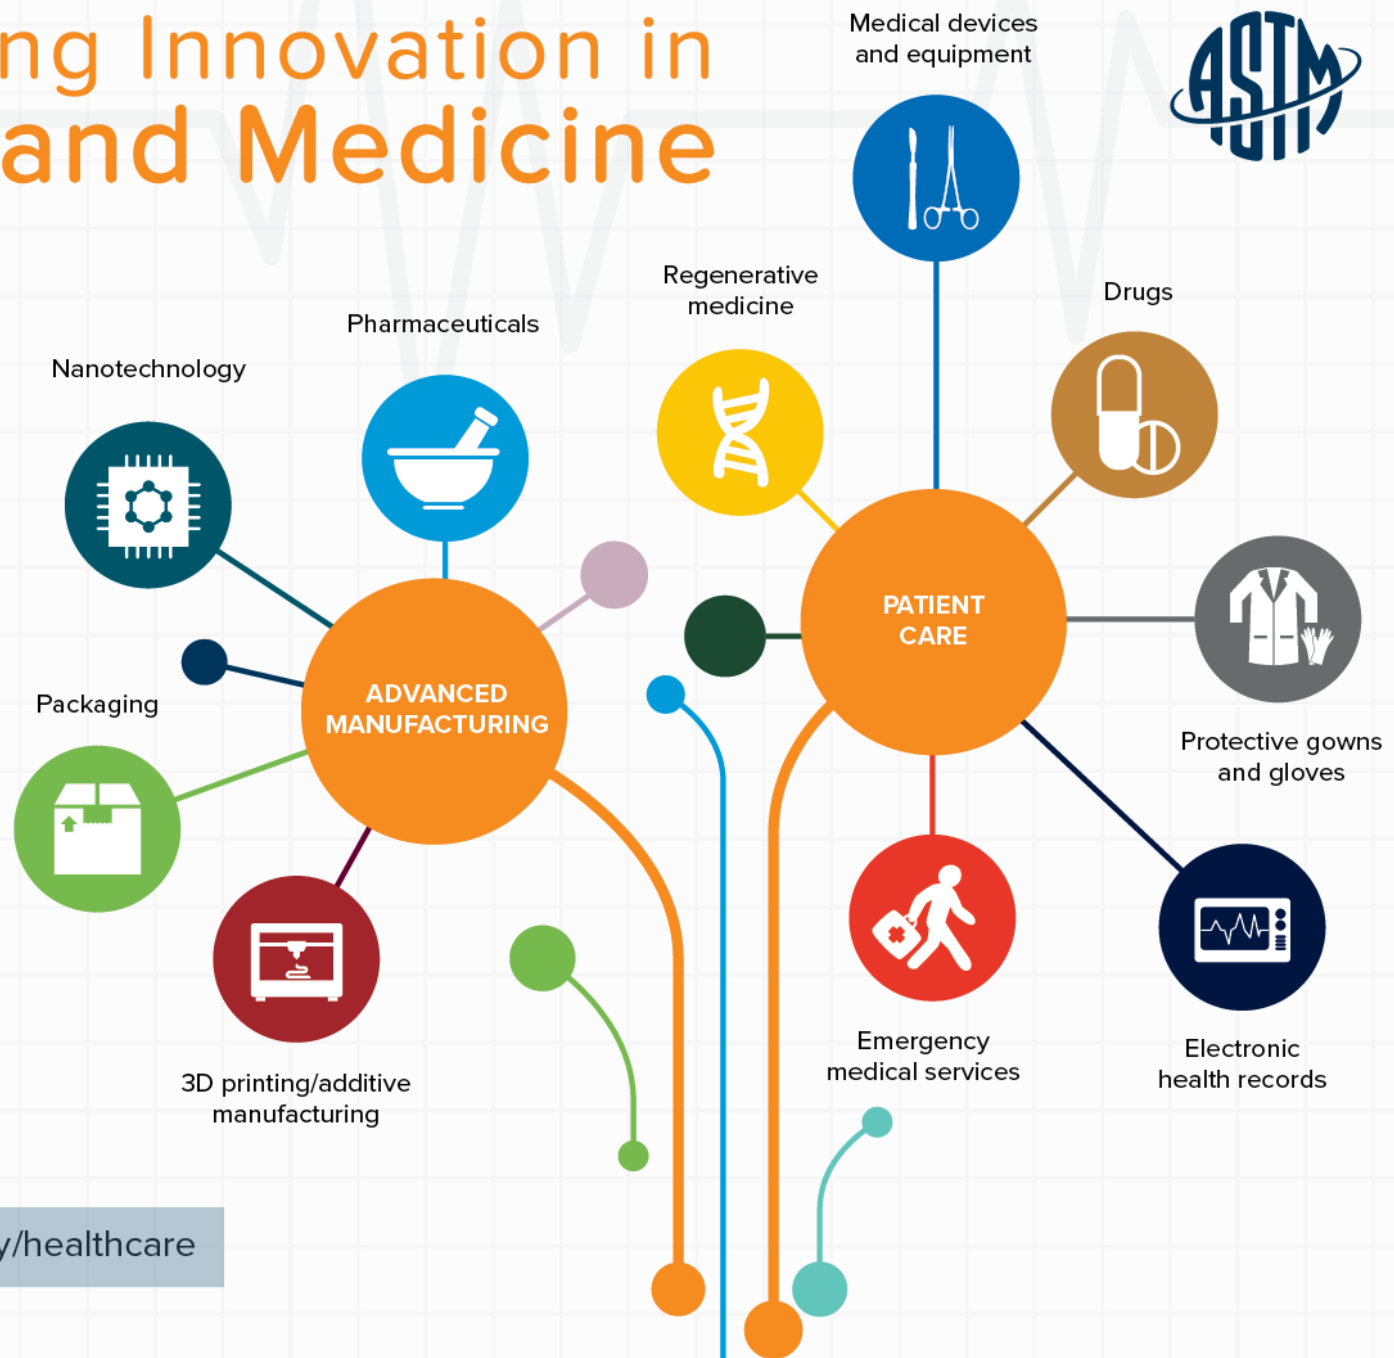 ng Innovation in
and Medicine
Medical devices
and equipment
ASTM
Regenerative
medicine
Drugs
Pharmaceuticals
Nanotechnology
PATIENT
CARE
ADVANCED
MANUFACTURING
Packaging
Protective gowns
and gloves
Emergency
medical services
Electronic
health records
3D printing/additive
manufacturing
y/healthcare